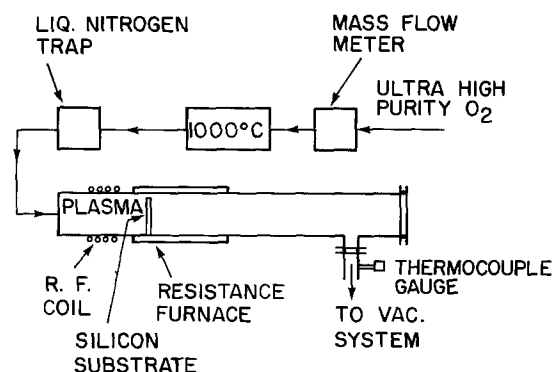 LIQ. NITROGEN
TRAP
MASS FLOW
METER
ULTRA HIGH
PURITY O₂
1000°C
PLASMA
R. F.
COIL
SILICON
SUBSTRATE
RESISTANCE
FURNACE
THERMOCOUPLE
GAUGE
TO VAC.
SYSTEM